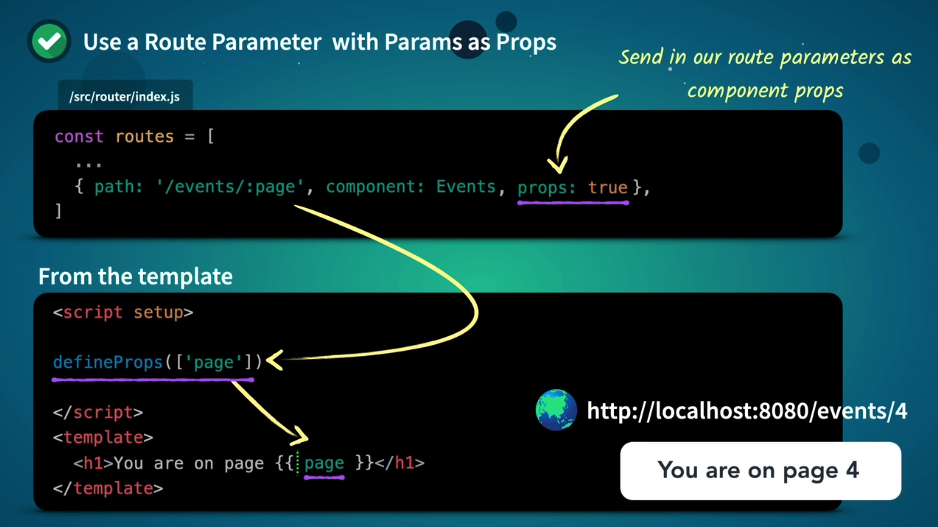 Use a Route Parameter with Params as Props
Send in our route parameters as
component props
/src/router/index.js
const routes = [
...
{ path: '/events/:page', component: Events, props: true },
]
From the template
<script setup>
defineProps(['page'])
</script>
<template>
<h1>You are on page {{ page }}</h1>
</template>
http://localhost:8080/events/4
You are on page 4